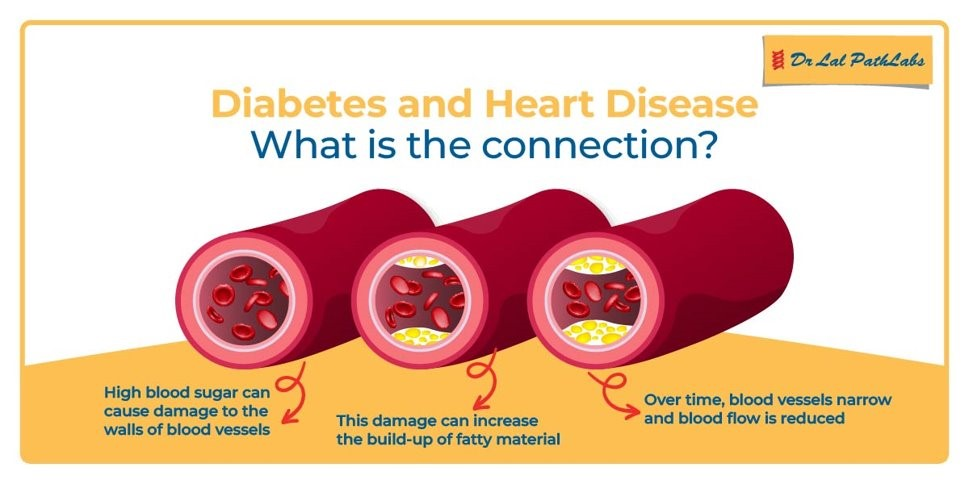 Dr Lal PathLabs
Diabetes and Heart Disease
What is the connection?
High blood sugar can
cause damage to the
walls of blood vessels
This damage can increase
the build-up of fatty material
Over time, blood vessels narrow
and blood flow is reduced